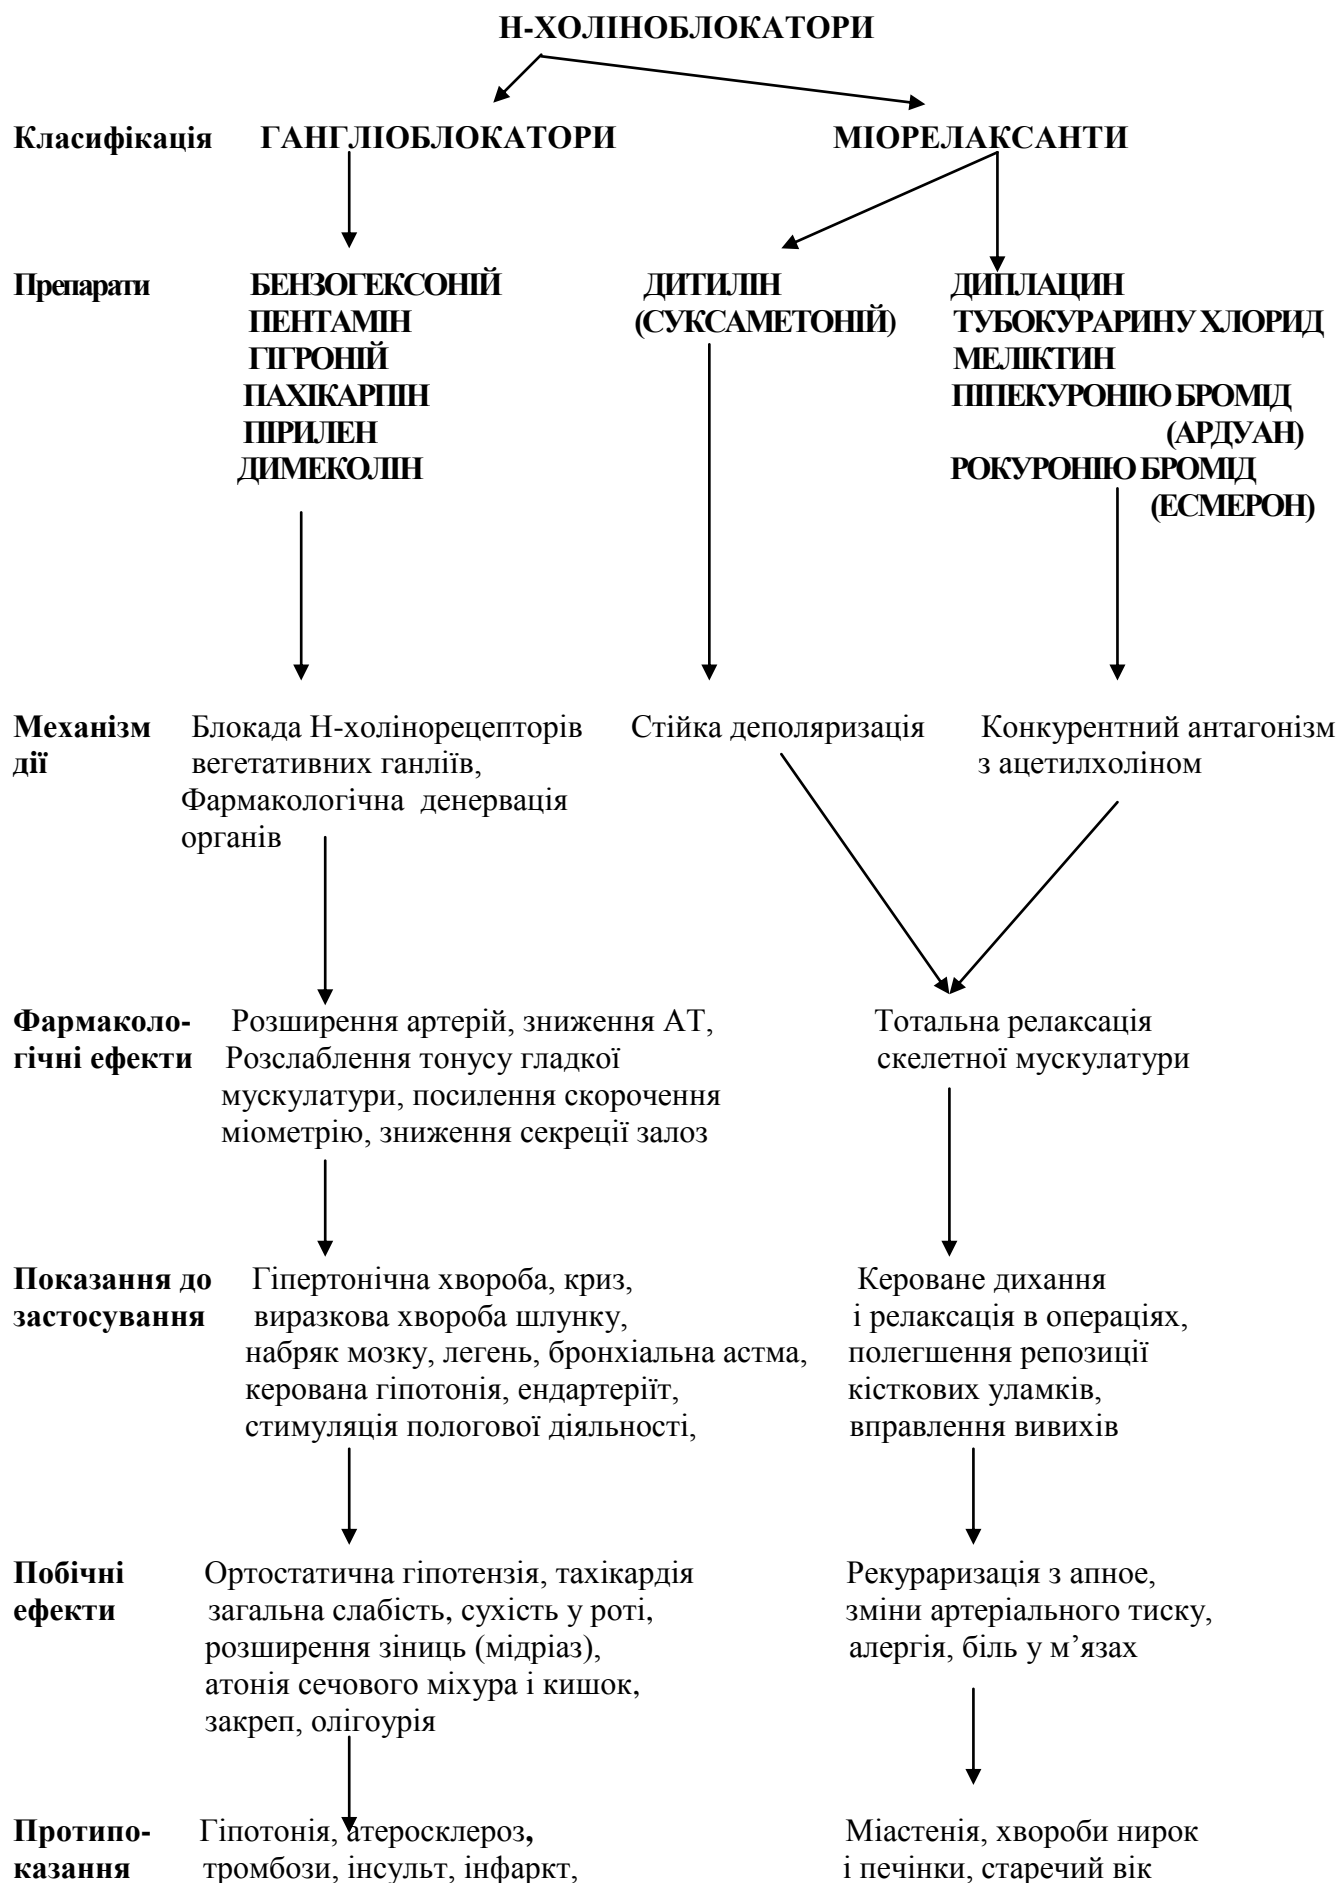 Н-ХОЛІНОБЛОКАТОРИ
Класифікація ГАНГЛІОБЛОКАТОРИ МІОРЕЛАКСАНТИ
Препарати БЕНЗОГЕКСОНІЙ ДИТИЛІН ДИПЛАЦИН
ПЕНТАМІН (СУКСАМЕТОНІЙ) ТУБОКУРАРИНУ ХЛОРИД
ГІГРОНІЙ МЕЛІКТИН
ПАХІКАРПІН ПІПЕКУРОНІЮ БРОМІД
ПІРИЛЕН (АРДУАН)
ДИМЕКОЛІН РОКУРОНІЮ БРОМІД
(ЕСМЕРОН)
Механізм Блокада Н-холінорецепторів Стійка деполяризація Конкурентний антагонізм
дії вегетативних ганліїв, з ацетилхоліном
Фармакологічна денервація
органів
Фармаколо- Розширення артерій, зниження АТ, Тотальна релаксація
гічні ефекти Розслаблення тонусу гладкої скелетної мускулатури
мускулатури, посилення скорочення
міометрію, зниження секреції залоз
Показання до Гіпертонічна хвороба, криз, Кероване дихання
застосування виразкова хвороба шлунку, і релаксація в операціях,
набряк мозку, легень, бронхіальна астма, полегшення репозиції
керована гіпотонія, ендартеріїт, кісткових уламків,
стимуляція пологової діяльності, вправлення вивихів
Побічні Ортостатична гіпотензія, тахікардія Рекураризація з апное,
ефекти загальна слабість, сухість у роті, зміни артеріального тиску,
розширення зіниць (мідріаз), алергія, біль у м’язах
атонія сечового міхура і кишок,
закреп, олігоурія
Протипо- Гіпотонія, атеросклероз, Міастенія, хвороби нирок
казання тромбози, інсульт, інфаркт, і печінки, старечий вік